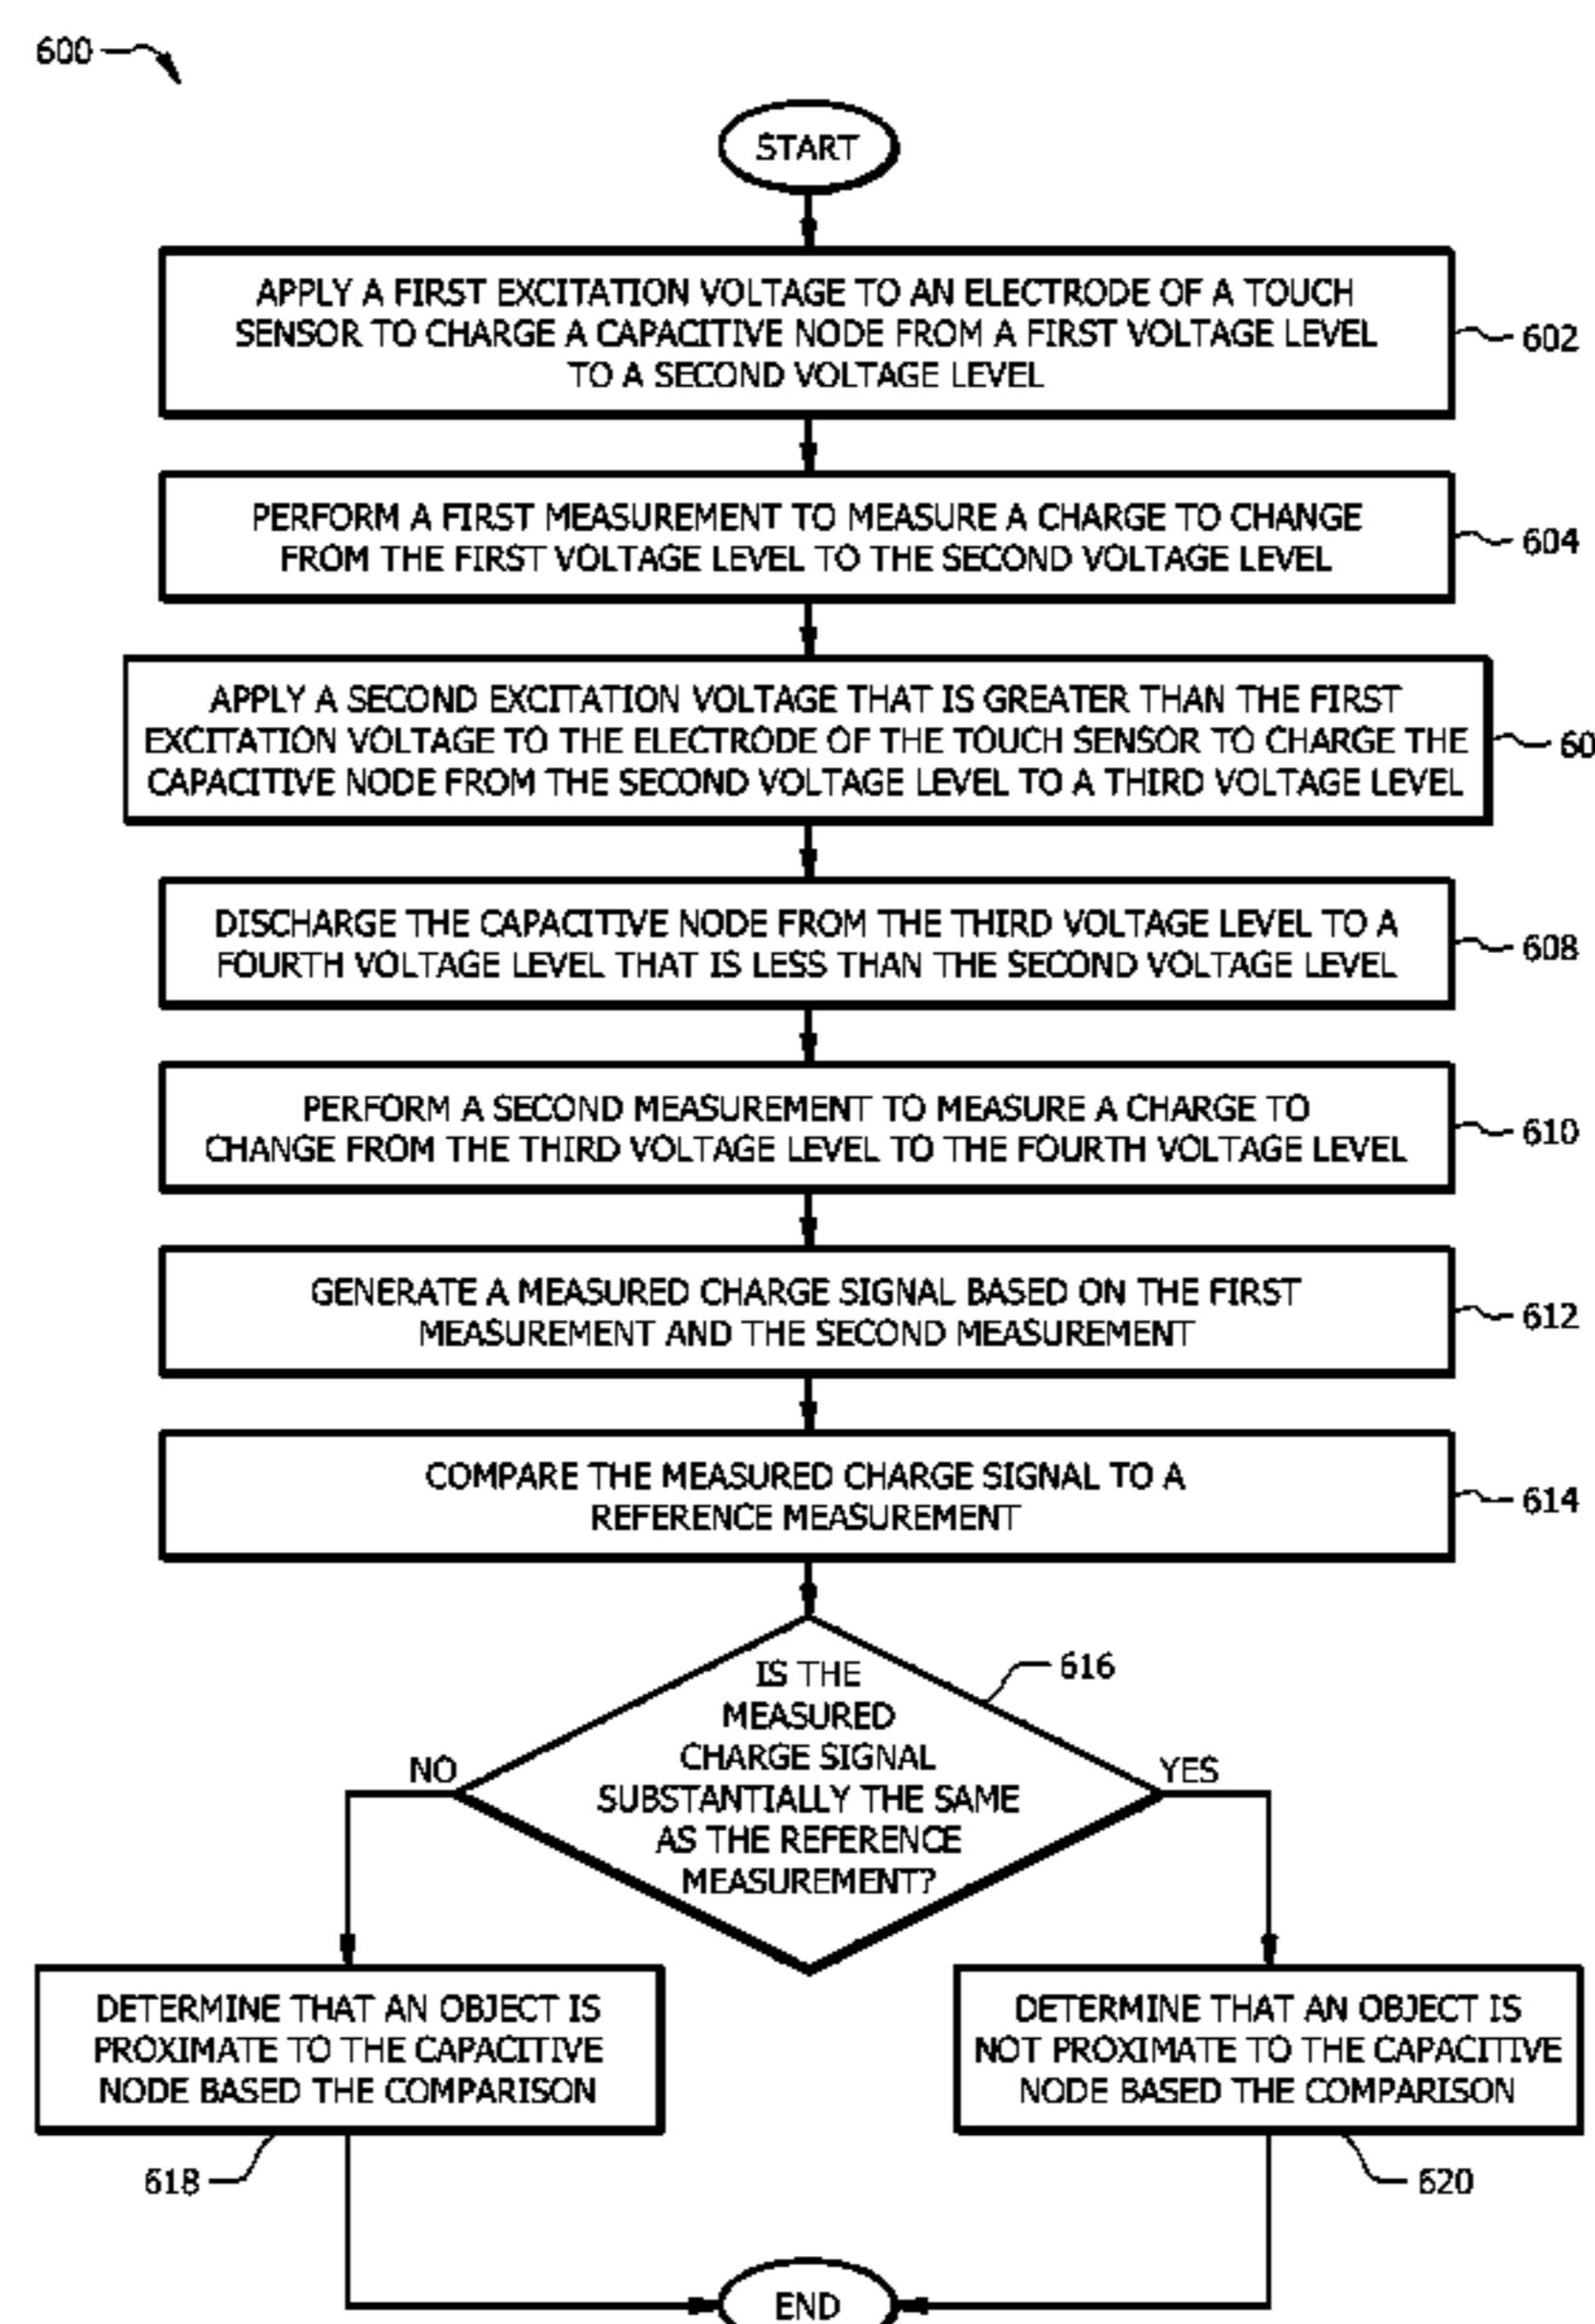 600
START
APPLY A FIRST EXCITATION VOLTAGE TO AN ELECTRODE OF A TOUCH
SENSOR TO CHARGE A CAPACITIVE NODE FROM A FIRST VOLTAGE LEVEL
TO A SECOND VOLTAGE LEVEL
602
PERFORM A FIRST MEASUREMENT TO MEASURE A CHARGE TO CHANGE
FROM THE FIRST VOLTAGE LEVEL TO THE SECOND VOLTAGE LEVEL
604
APPLY A SECOND EXCITATION VOLTAGE THAT IS GREATER THAN THE FIRST
EXCITATION VOLTAGE TO THE ELECTRODE OF THE TOUCH SENSOR TO CHARGE THE
CAPACITIVE NODE FROM THE SECOND VOLTAGE LEVEL TO A THIRD VOLTAGE LEVEL
60
DISCHARGE THE CAPACITIVE NODE FROM THE THIRD VOLTAGE LEVEL TO A
FOURTH VOLTAGE LEVEL THAT IS LESS THAN THE SECOND VOLTAGE LEVEL
608
PERFORM A SECOND MEASUREMENT TO MEASURE A CHARGE TO
CHANGE FROM THE THIRD VOLTAGE LEVEL TO THE FOURTH VOLTAGE LEVEL
610
GENERATE A MEASURED CHARGE SIGNAL BASED ON THE FIRST
MEASUREMENT AND THE SECOND MEASUREMENT
612
COMPARE THE MEASURED CHARGE SIGNAL TO A
REFERENCE MEASUREMENT
614
IS THE
MEASURED
CHARGE SIGNAL
SUBSTANTIALLY THE SAME
AS THE REFERENCE
MEASUREMENT?
616
NO
YES
DETERMINE THAT AN OBJECT IS
PROXIMATE TO THE CAPACITIVE
NODE BASED THE COMPARISON
618
DETERMINE THAT AN OBJECT IS
NOT PROXIMATE TO THE CAPACITIVE
NODE BASED THE COMPARISON
620
END